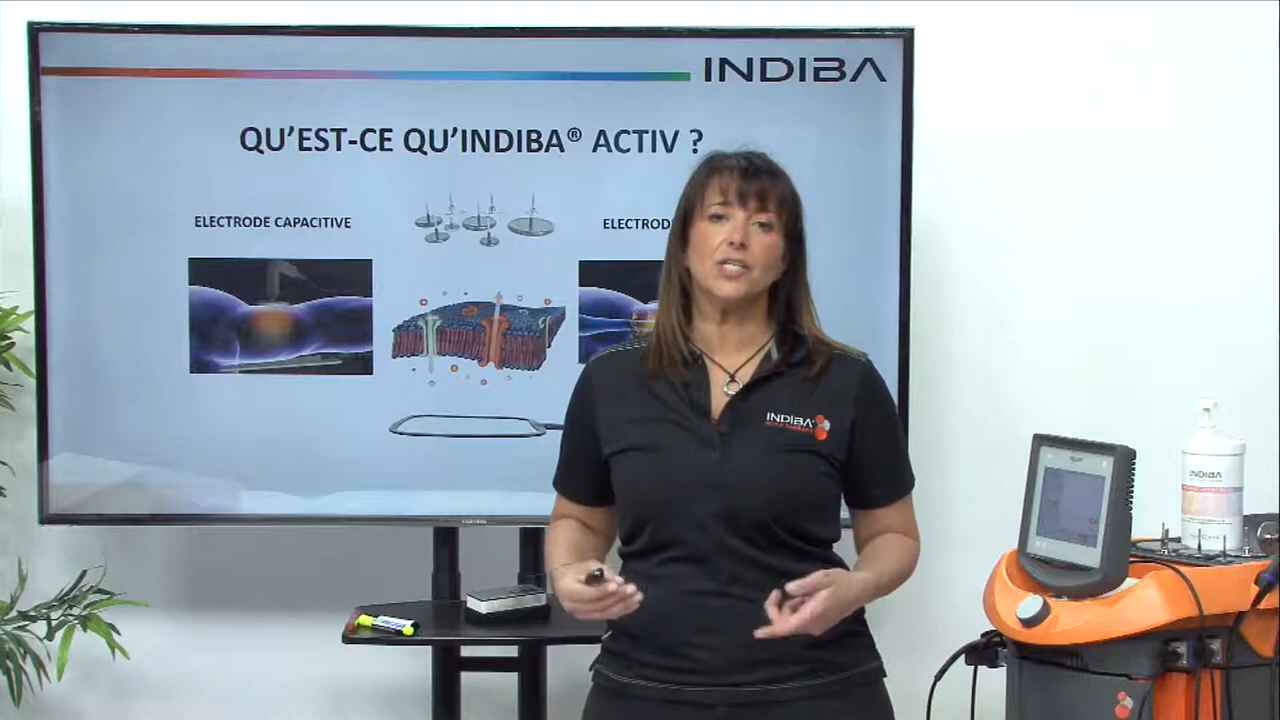 INDIBA
QU'EST-CE QU'INDIBA® ACTIV ?
ELECTRODE CAPACITIVE
ELECTROD
INDIBA®
INDIBA